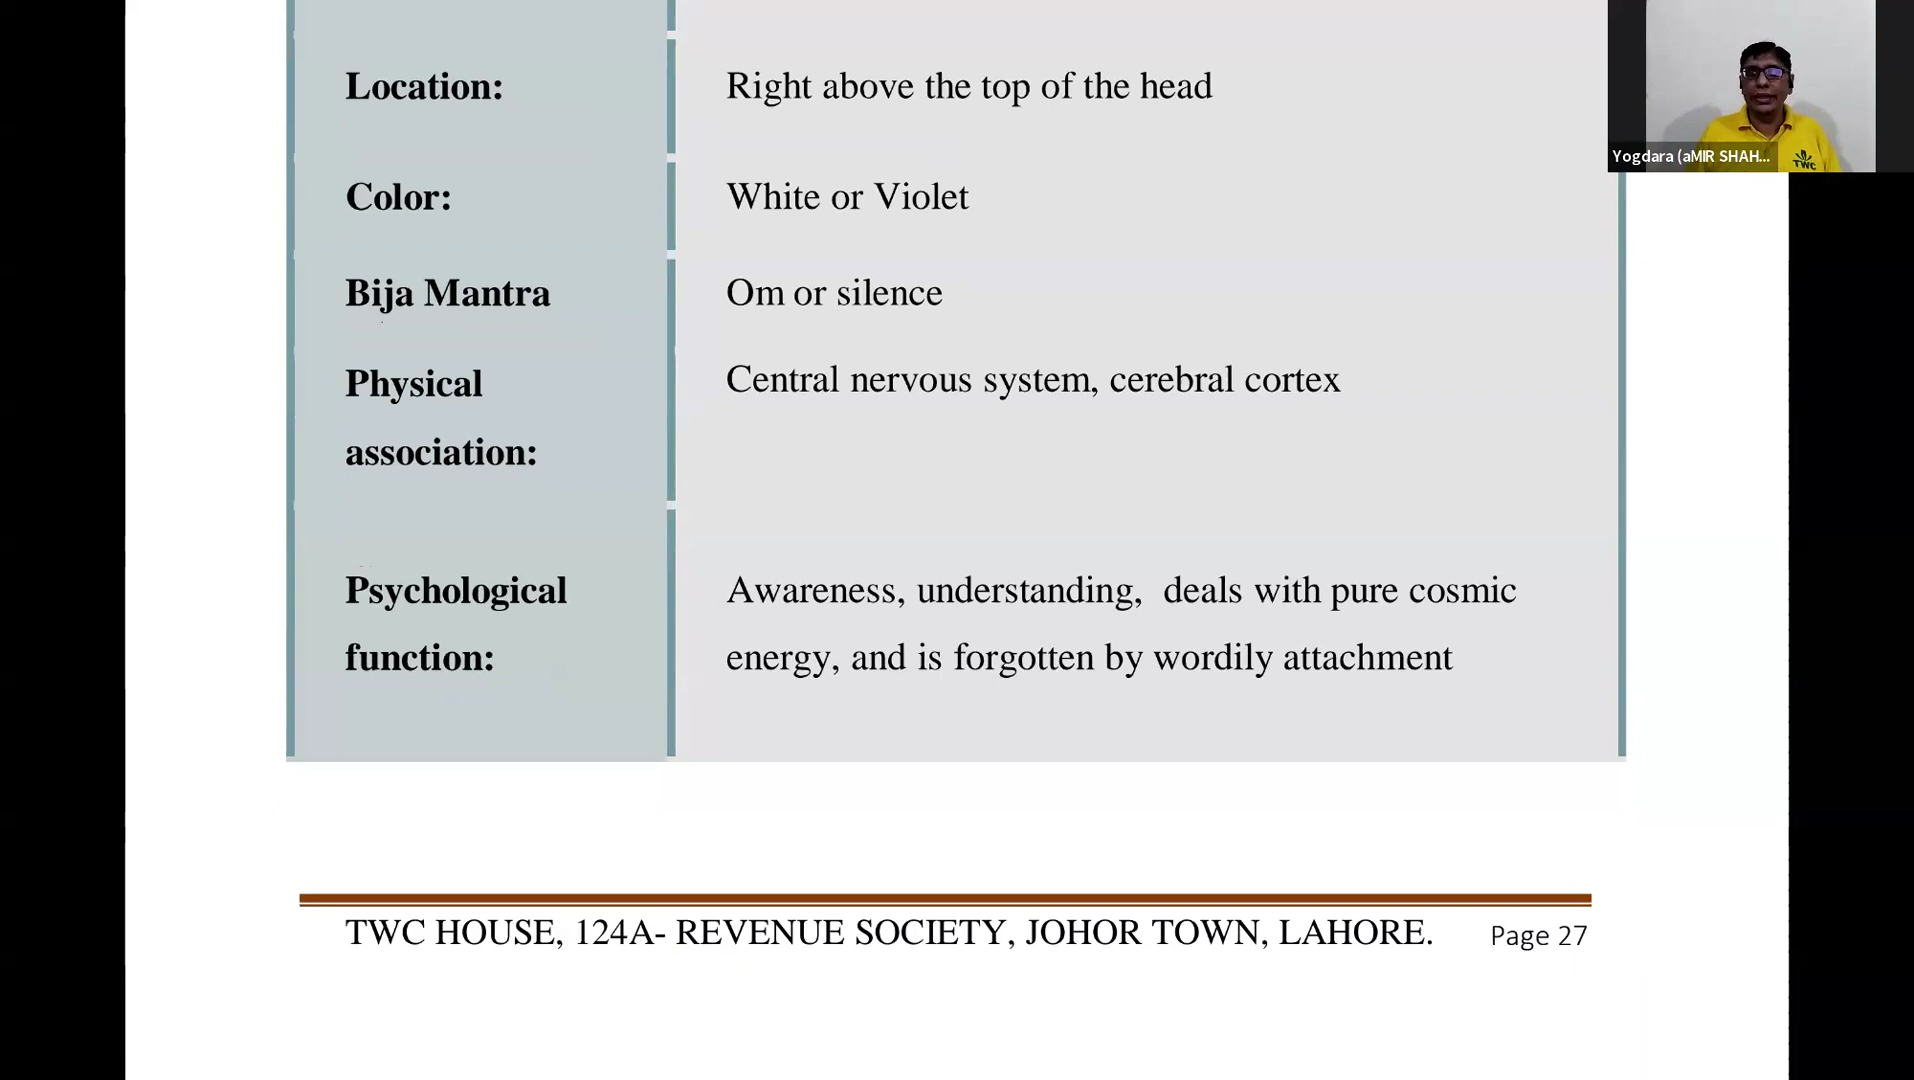 Location: Right above the top of the head
Color: White or Violet
Bija Mantra Om or silence
Physical Central nervous system, cerebral cortex
association:
Psychological Awareness, understanding,  deals with pure cosmic
function: energy, and is forgotten by wordily attachment
TWC HOUSE, 124A- REVENUE SOCIETY, JOHOR TOWN, LAHORE. Page 27
Yogdara (aMIR SHAH...
TWC